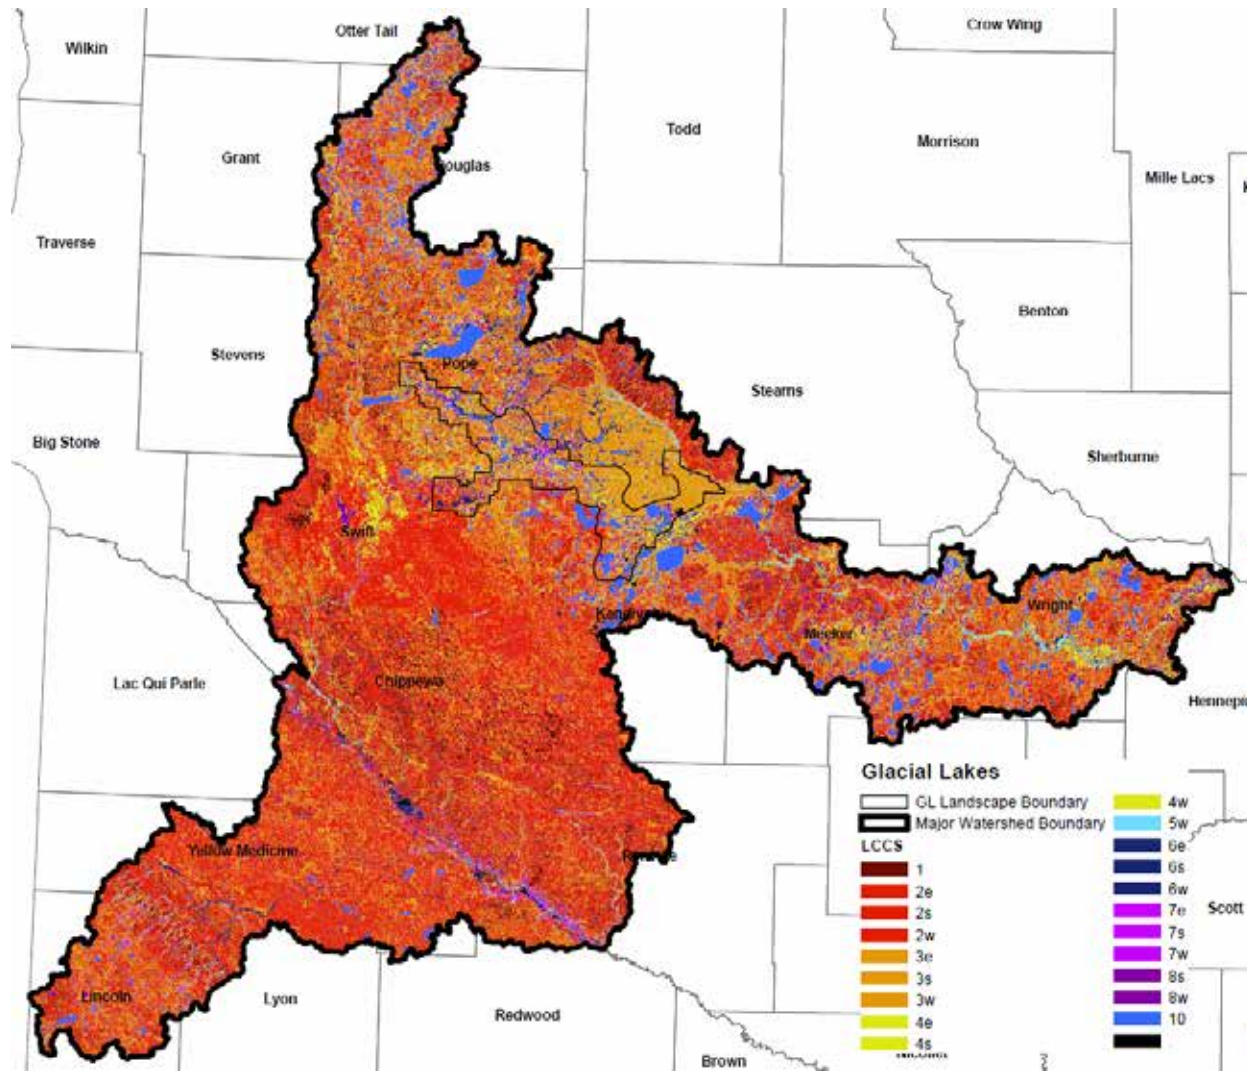 Crow Wing
Otter Tail
Wilkin
Todd
Morrison
Grant
Douglas
Mille Lacs
Traverse
Benton
Stevens
Pope
Stearns
Big Stone
Sherburne
Swift
Wright
Meeker
Chippewa
Lac Qui Parle
Yellow Medicine
Lincoln
Lyon
Redwood
Brown
Scott
Glacial Lakes
GL Landscape Boundary
Major Watershed Boundary
LCCS
1
2e
2s
2w
3e
3s
3w
4e
4s
4w
5w
6e
6s
6w
7e
7s
7w
8s
8w
10